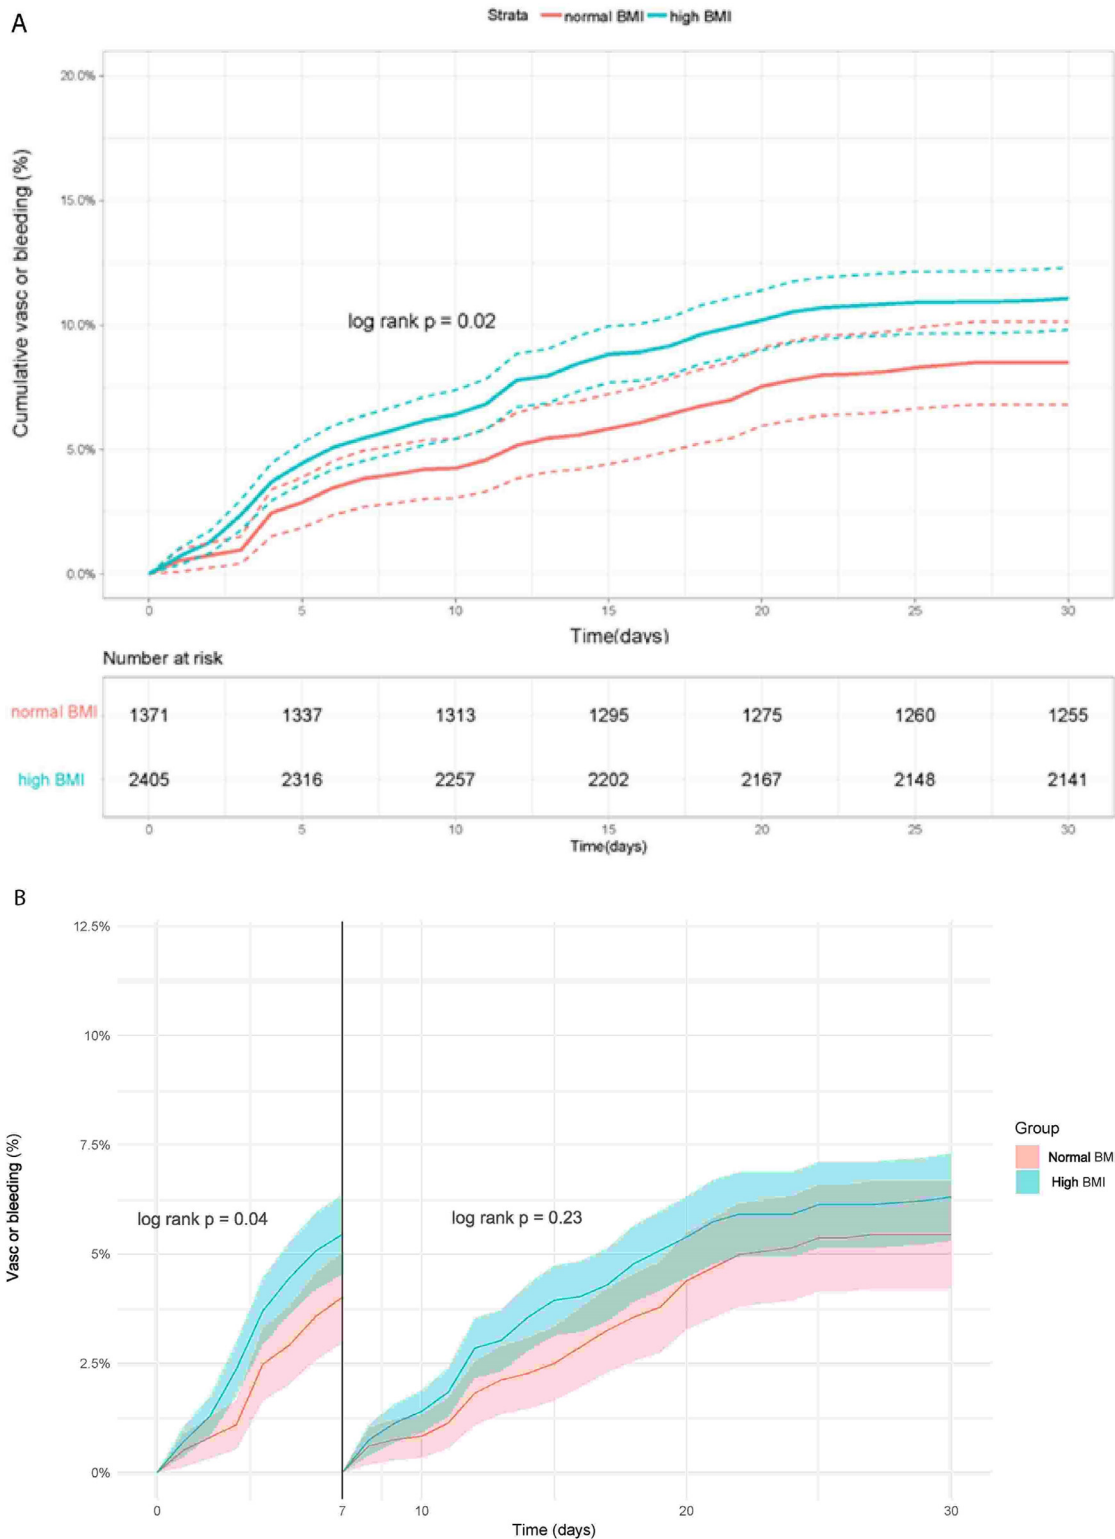 A
Strata normal BMI high BMI
20.0%
15.0%
10.0%
5.0%
0.0%
Cumulative vasc or bleeding (%)
log rank p = 0.02
0 5 10 15 20 25 30
Time(days)
Number at risk
normal BMI 1371 1337 1313 1295 1275 1260 1255
high BMI 2405 2316 2257 2202 2167 2148 2141
0 5 10 15 20 25 30
Time(days)
B
12.5%
10%
7.5%
5%
2.5%
0%
Vasc or bleeding (%)
log rank p = 0.04
log rank p = 0.23
Group
Normal BMI
High BMI
0 7 10 20 30
Time (days)